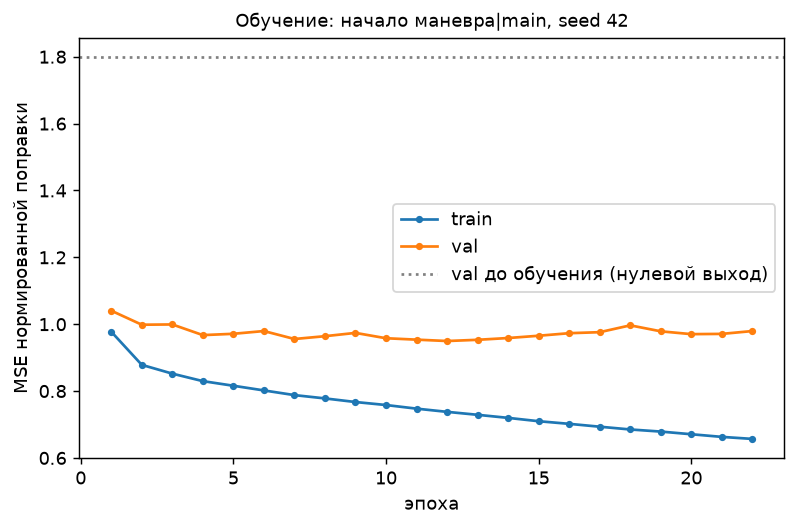 Обучение: начало маневра|main, seed 42
MSE нормированной поправки
1.8
1.6
1.4
1.2
1.0
0.8
0.6
train
val
val до обучения (нулевой выход)
0
5
10
15
20
эпоха